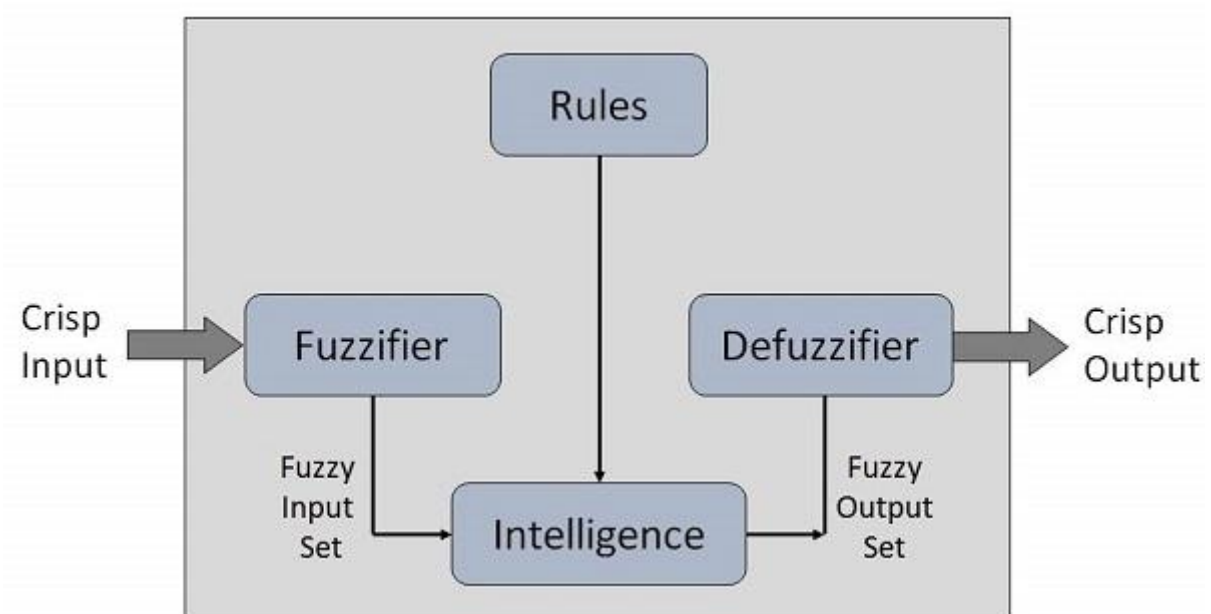 Rules
Crisp
Input
Fuzzifier
Defuzzifier
Crisp
Output
Fuzzy
Input
Set
Intelligence
Fuzzy
Output
Set